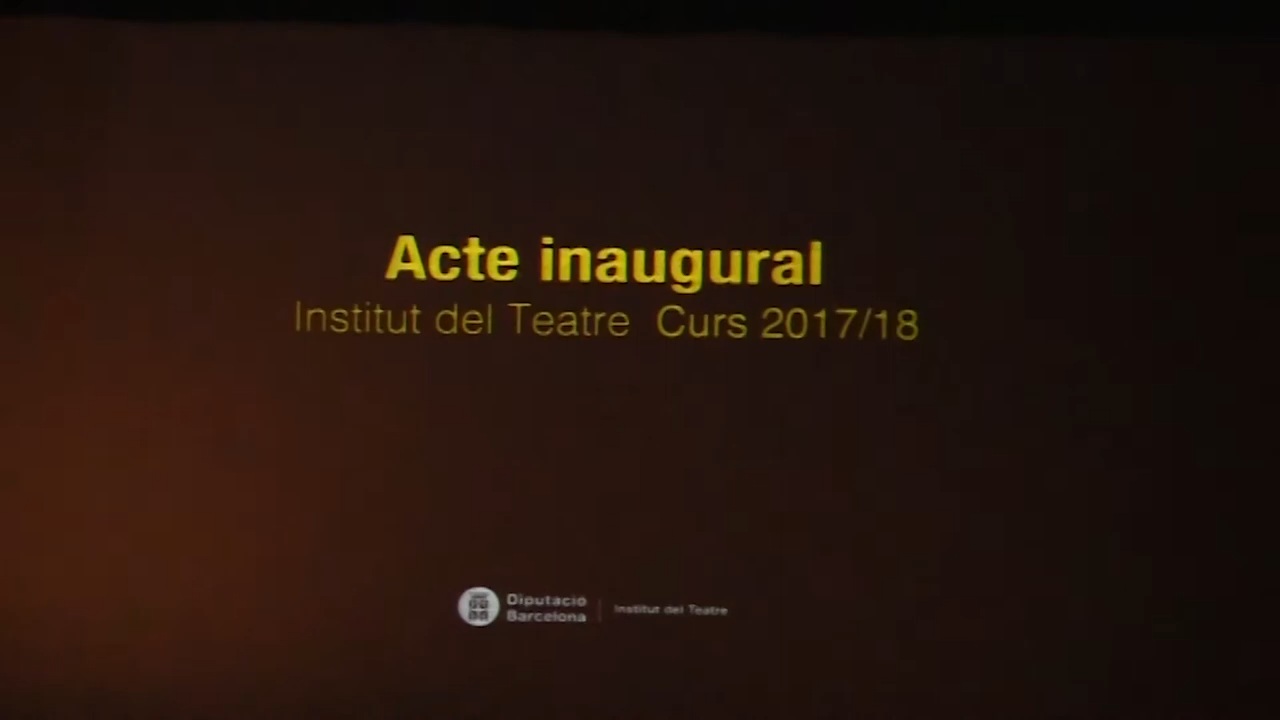 Acte inaugural
Institut del Teatre Curs 2017/18
Diputació
Barcelona
Institut del Teatre